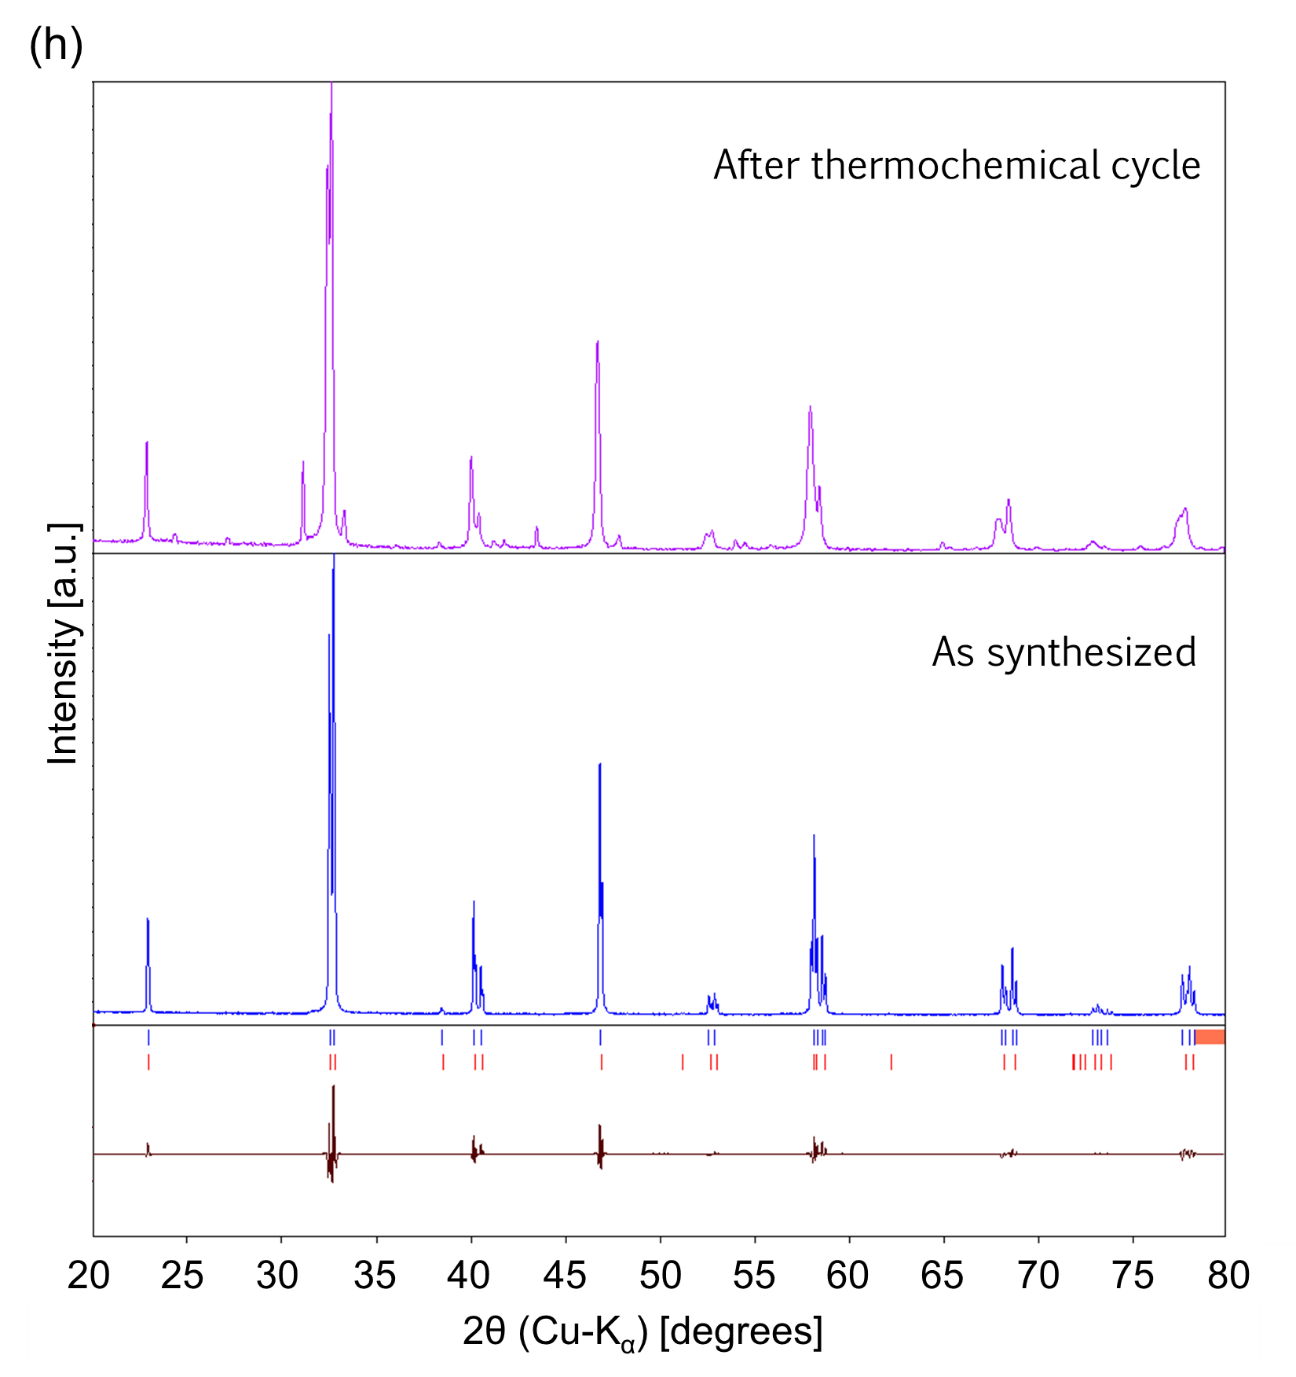 (h)
After thermochemical cycle
As synthesized
Intensity [a.u.]
20 25 30 35 40 45 50 55 60 65 70 75 80
2θ (Cu-Kα) [degrees]